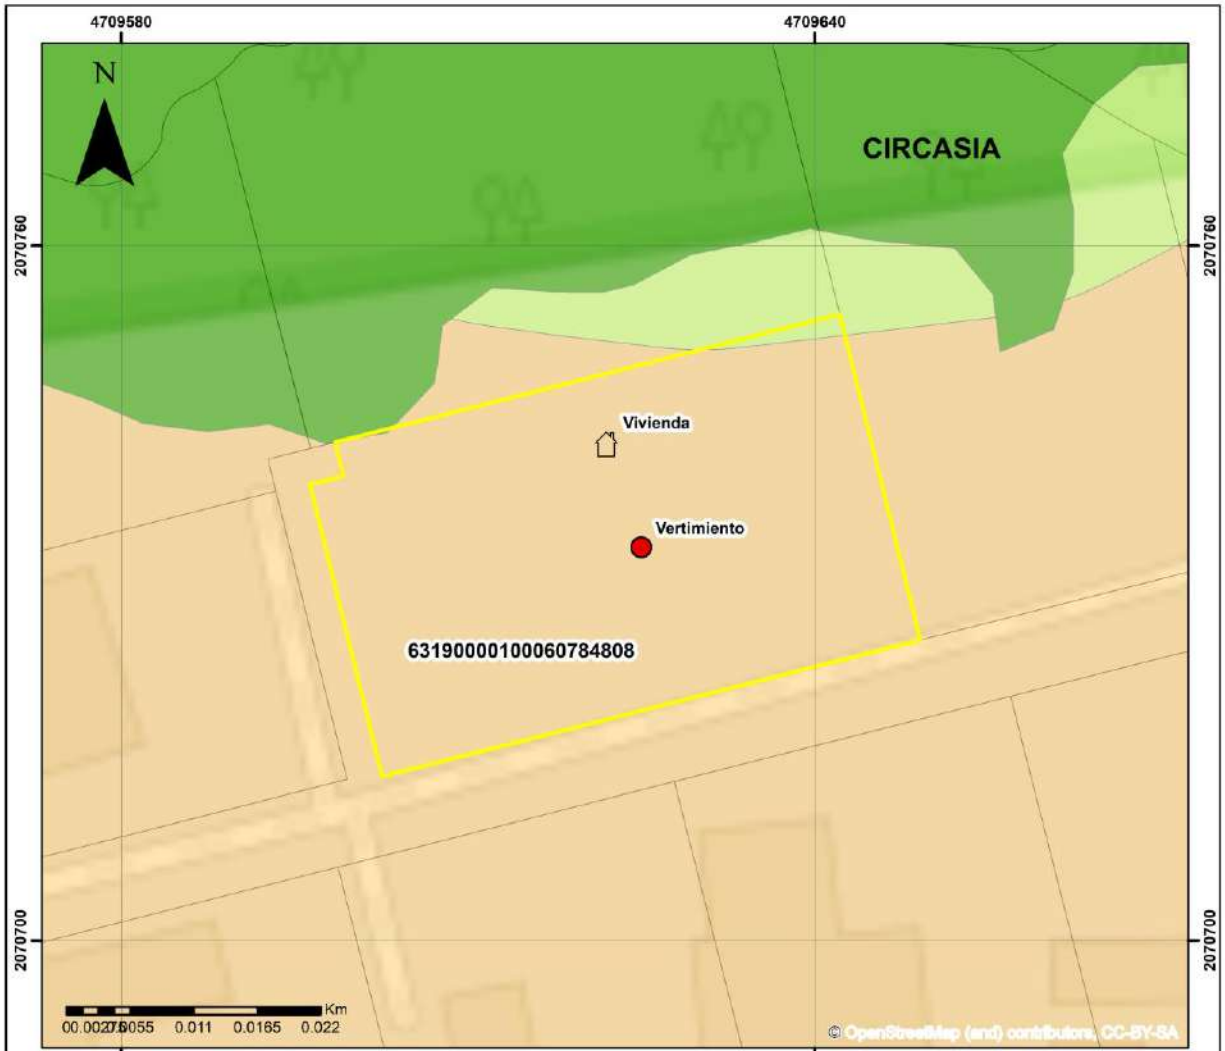 4709580
4709640
N
CIRCASIA
2070760
2070760
Vivienda
Vertimiento
63190000100060784808
2070700
2070700
Km
0.011
0.0165
0.022
© OpenStreetMap (and) contributors, CC-BY-SA